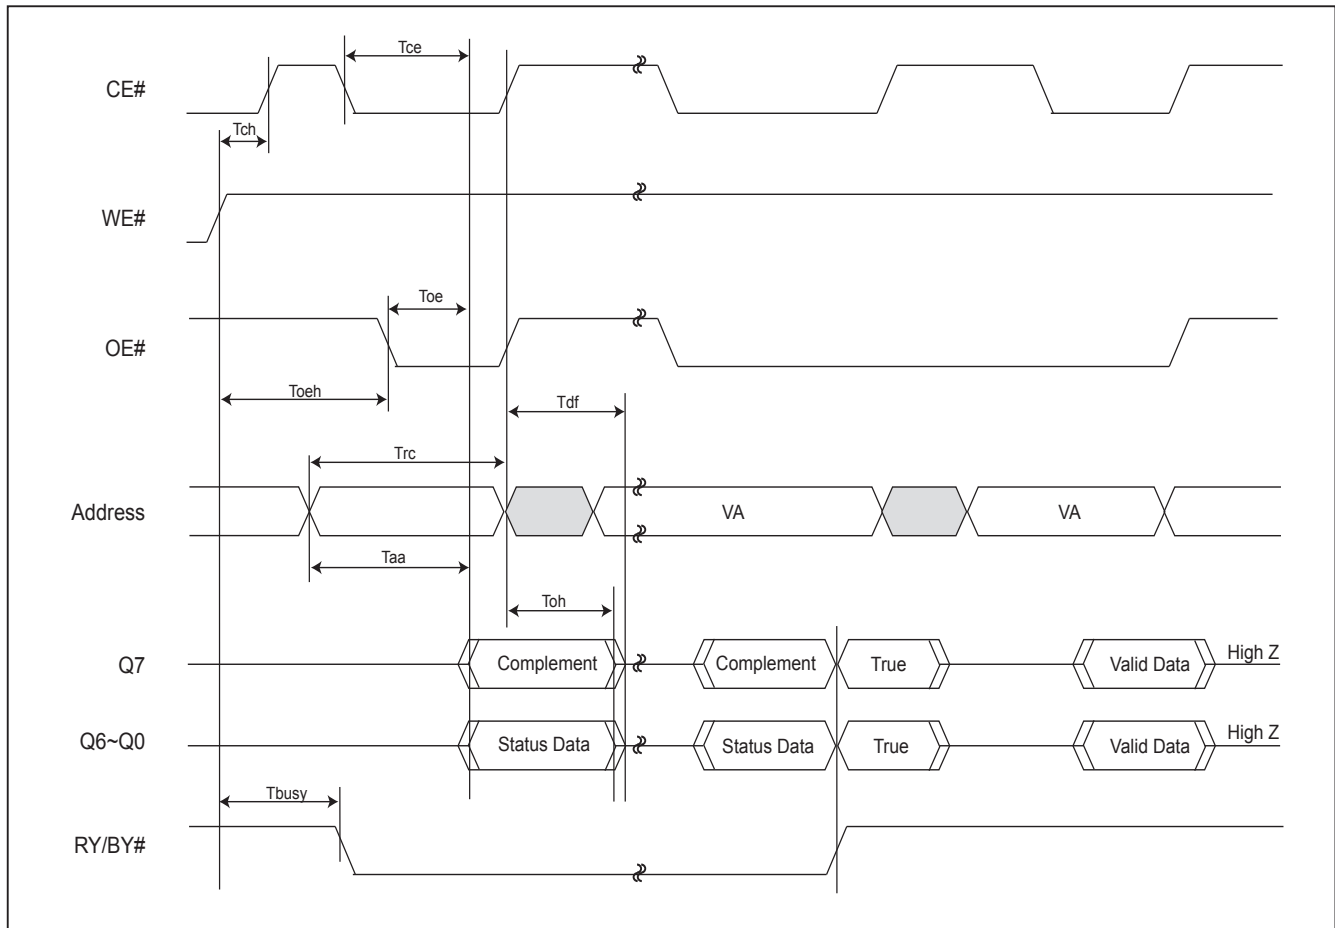 Tce
CE#
Tch
WE#
Toe
OE#
Toeh
Tdf
Trc
Address
VA
VA
Taa
Toh
Q7
Complement
Complement
True
Valid Data
High Z
Q6~Q0
Status Data
Status Data
True
Valid Data
High Z
Tbusy
RY/BY#